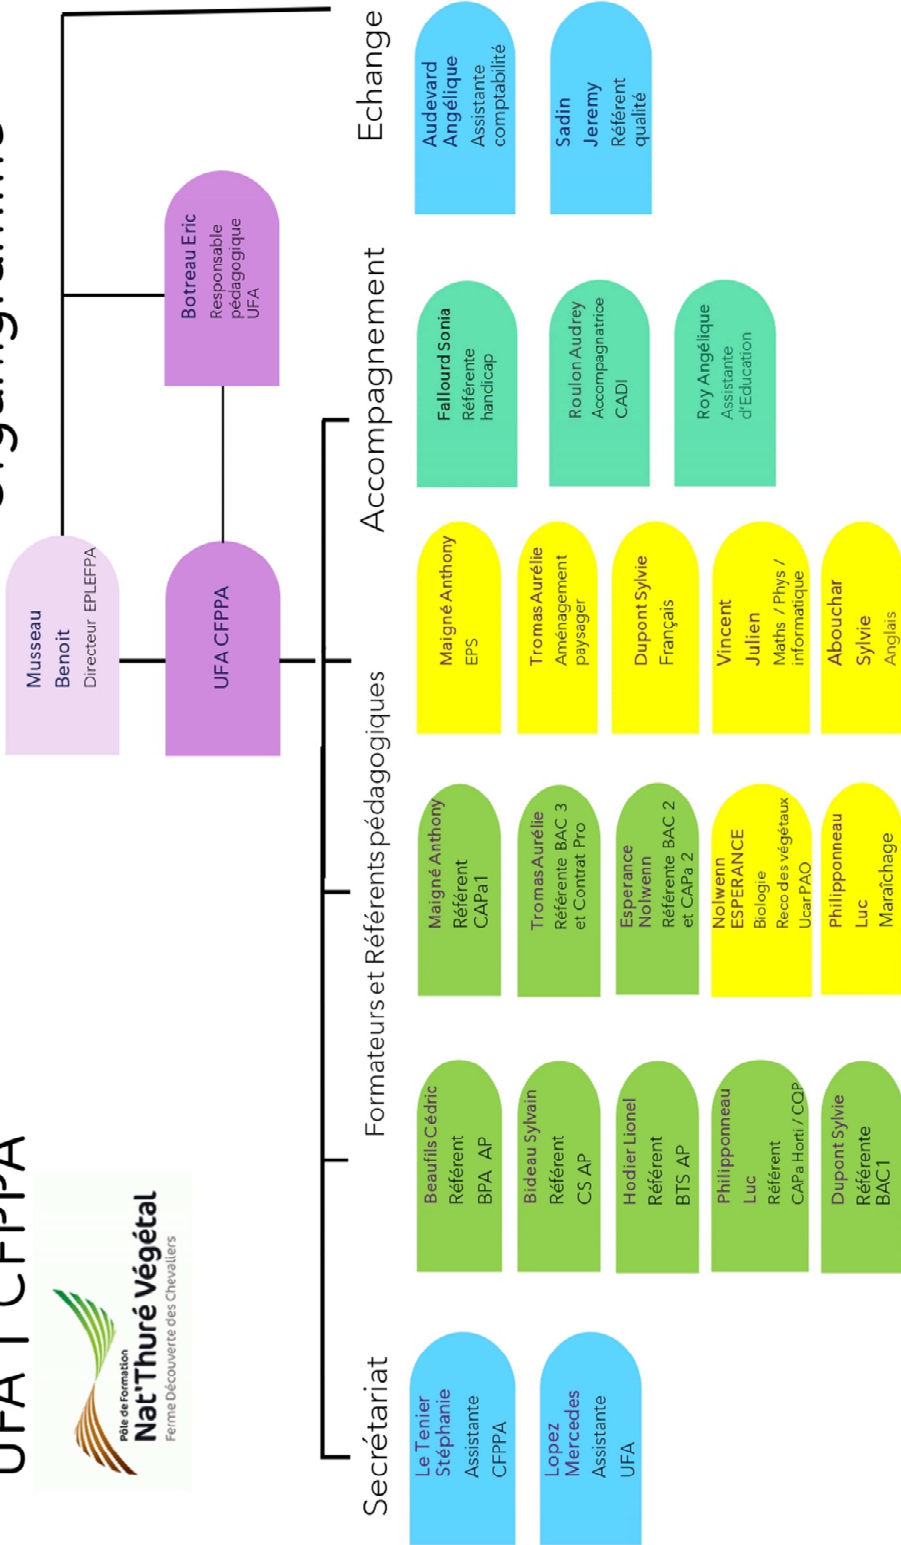 UFA / CFPPA
Organigramme
Pôle de Formation
Nat'Thuré Végétal
Ferme Découverte des Chevaliers
Musseau
Benoit
Directeur EPLEFPA
UFA CFPPA
Botreau Eric
Responsable
pédagogique
UFA
Secrétariat
Le Tenier
Stéphanie
Assistante
CFPPA
Lopez
Mercedes
Assistante
UFA
Formateurs et Référents pédagogiques
Beaufils Cédric
Référent
BPA AP
Bideau Sylvain
Référent
CS AP
Hodier Lionel
Référent
BTS AP
Philipponneau
Luc
Référent
CAPa Horti / CQP
Dupont Sylvie
Référente
BAC1
Maigné Anthony
Référent
CAPa1
Tromas Aurélie
Référente BAC 3
et Contrat Pro
Esperance
Nolwenn
Référente BAC 2
et CAPa 2
Nolwenn
ESPERANCE
Biologie
Reco des végétaux
Ucar PAO
Philipponneau
Luc
Maraîchage
Maigné Anthony
EPS
Tromas Aurélie
Aménagement
paysager
Dupont Sylvie
Français
Vincent
Julien
Maths / Phys /
informatique
Abouchar
Sylvie
Anglais
Accompagnement
Fallourd Sonia
Référente
handicap
Roulon Audrey
Accompagnatrice
CADI
Roy Angélique
Assistante
d'Education
Echange
Audevard
Angélique
Assistante
comptabilité
Sadin
Jeremy
Référent
qualité